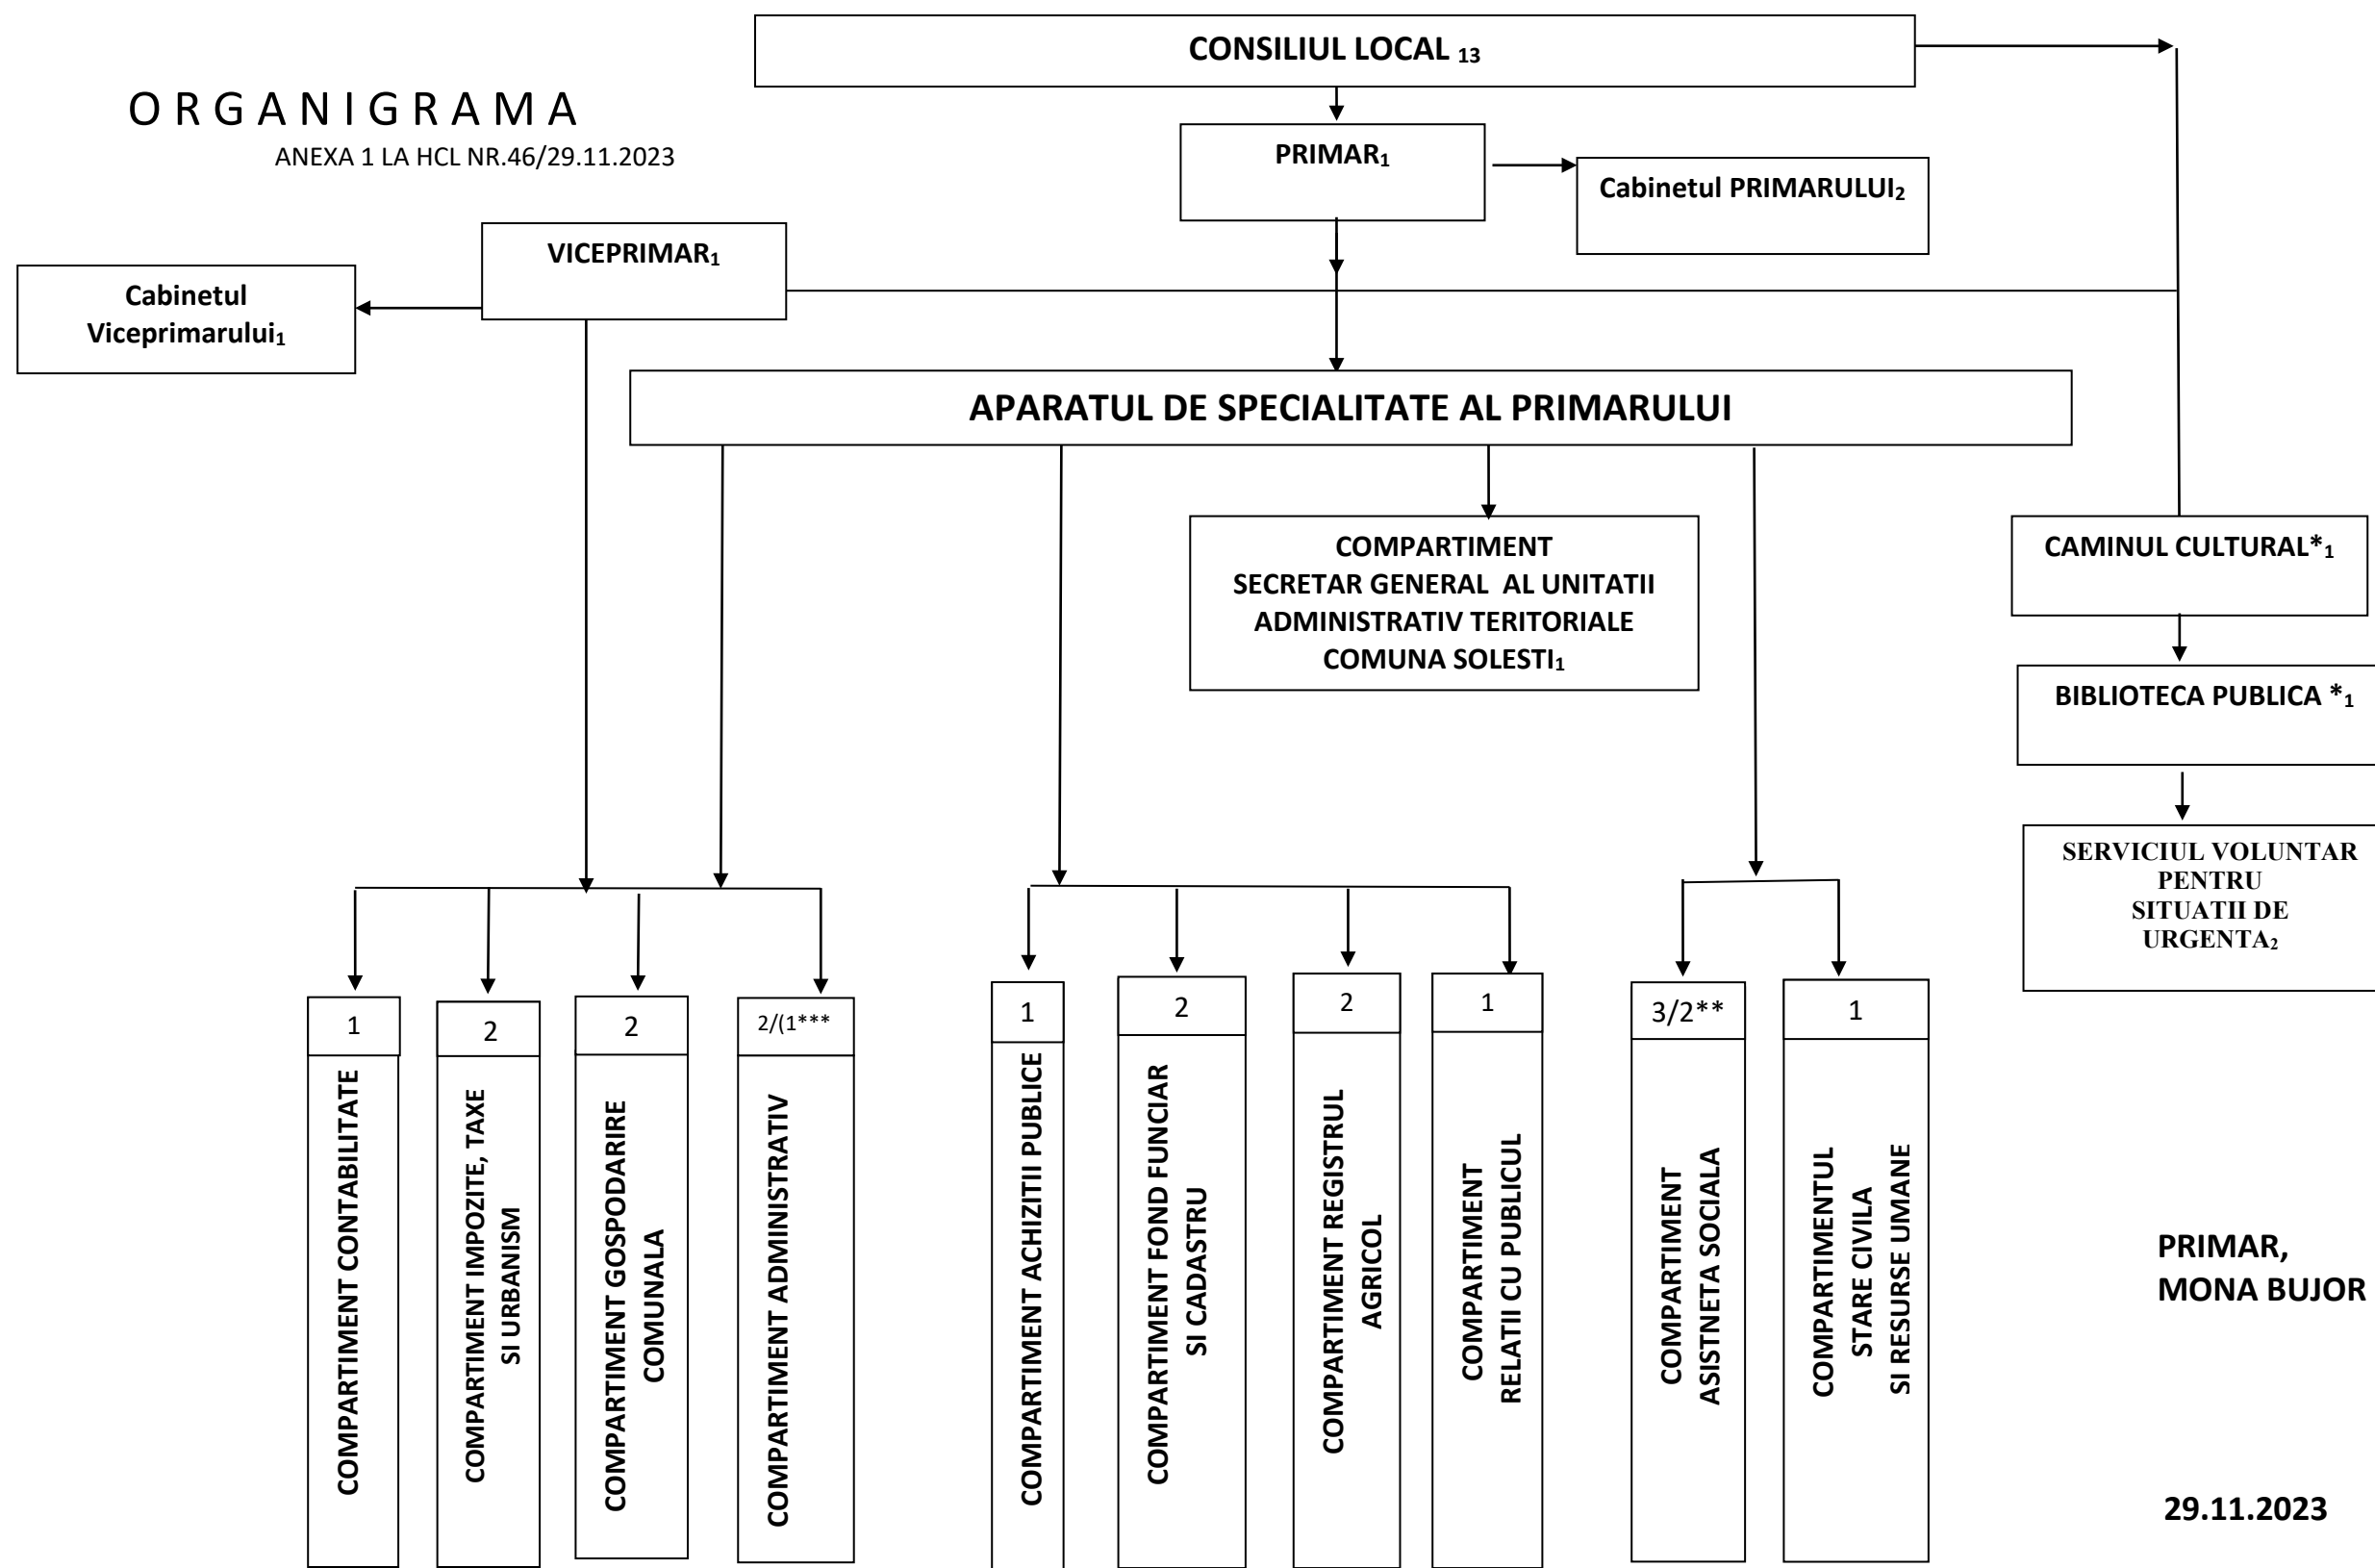 CONSILIUL LOCAL 13
O R G A N I G R A M A
ANEXA 1 LA HCL NR.46/29.11.2023
PRIMAR1
Cabinetul PRIMARULUI2
VICEPRIMAR1
Cabinetul
Viceprimarului1
APARATUL DE SPECIALITATE AL PRIMARULUI
COMPARTIMENT
SECRETAR GENERAL AL UNITATII
ADMINISTRATIV TERITORIALE
COMUNA SOLESTI1
CAMINUL CULTURAL*1
BIBLIOTECA PUBLICA *1
SERVICIUL VOLUNTAR
PENTRU
SITUATII DE
URGENTA2
1
COMPARTIMENT CONTABILITATE
2
COMPARTIMENT IMPOZITE, TAXE
SI URBANISM
2
COMPARTIMENT GOSPODARIRE
COMUNALA
2/(1***
COMPARTIMENT ADMINISTRATIV
1
COMPARTIMENT ACHIZITII PUBLICE
2
COMPARTIMENT FOND FUNCIAR
SI CADASTRU
2
COMPARTIMENT REGISTRUL
AGRICOL
1
COMPARTIMENT
RELATII CU PUBLICUL
3/2**
COMPARTIMENT
ASISTNETA SOCIALA
1
COMPARTIMENTUL
STARE CIVILA
SI RESURSE UMANE
PRIMAR,
MONA BUJOR
29.11.2023